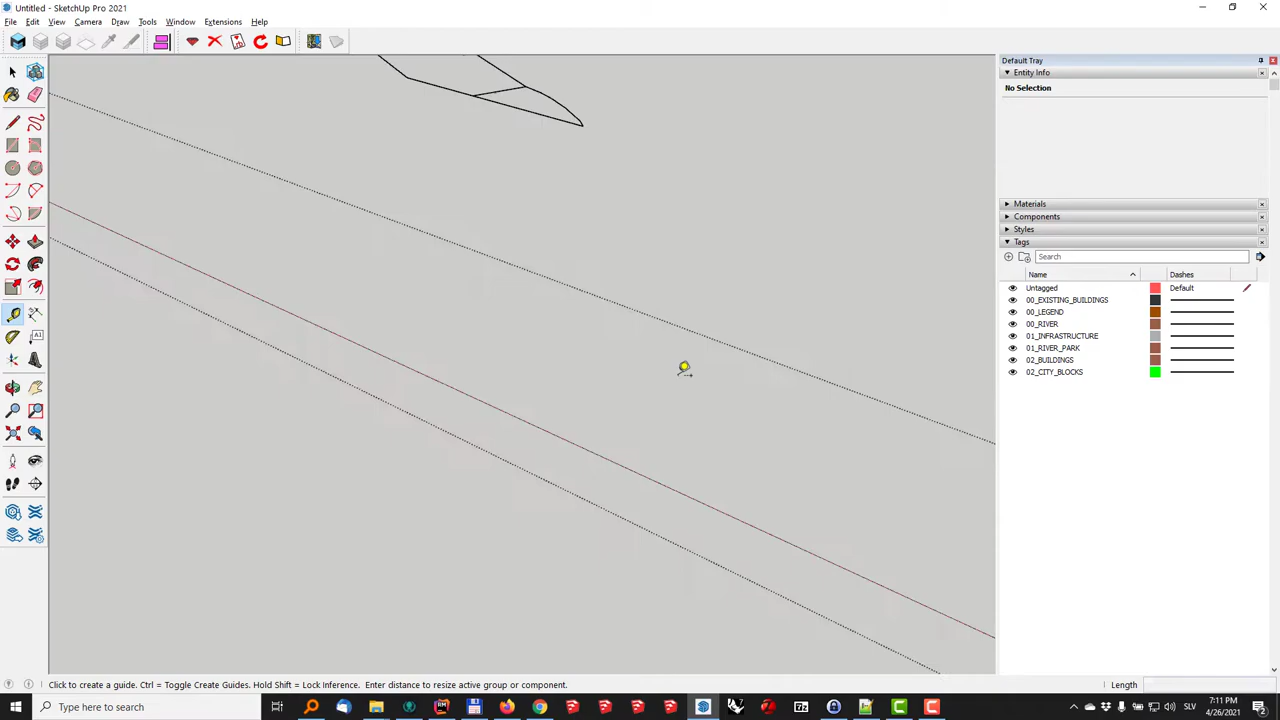 Untitled - SketchUp Pro 2021
File Edit View Camera Draw Tools Window Extensions Help
Default Tray
Entity Info
No Selection
Materials
Components
Styles
Tags
Search
Name Dashes
Untagged Default
00_EXISTING_BUILDINGS
00_LEGEND
00_RIVER
01_INFRASTRUCTURE
01_RIVER_PARK
02_BUILDINGS
02_CITY_BLOCKS
Click to create a guide. Ctrl = Toggle Create Guides. Hold Shift = Lock Inference. Enter distance to resize active group or component.
Length
Type here to search
SLV
7:11 PM
4/26/2021